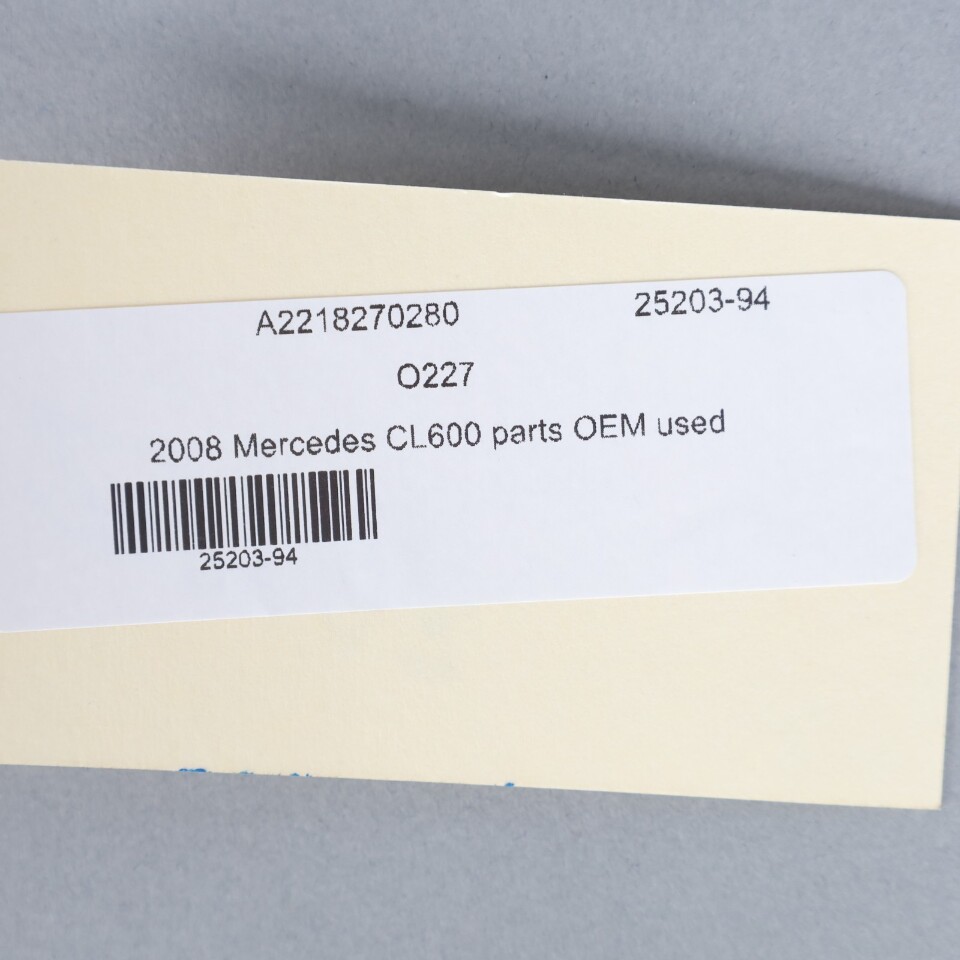 A2218270280 25203-94
O227
2008 Mercedes CL600 parts OEM used
25203-94